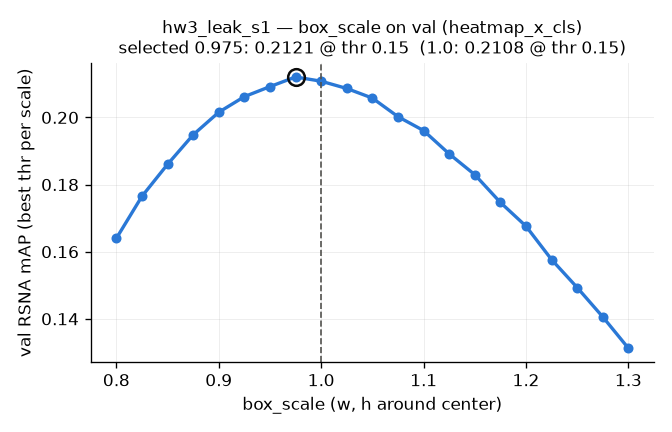 hw3_leak_s1 — box_scale on val (heatmap_x_cls)
selected 0.975: 0.2121 @ thr 0.15  (1.0: 0.2108 @ thr 0.15)
val RSNA mAP (best thr per scale)
0.20
0.18
0.16
0.14
0.8 0.9 1.0 1.1 1.2 1.3
box_scale (w, h around center)